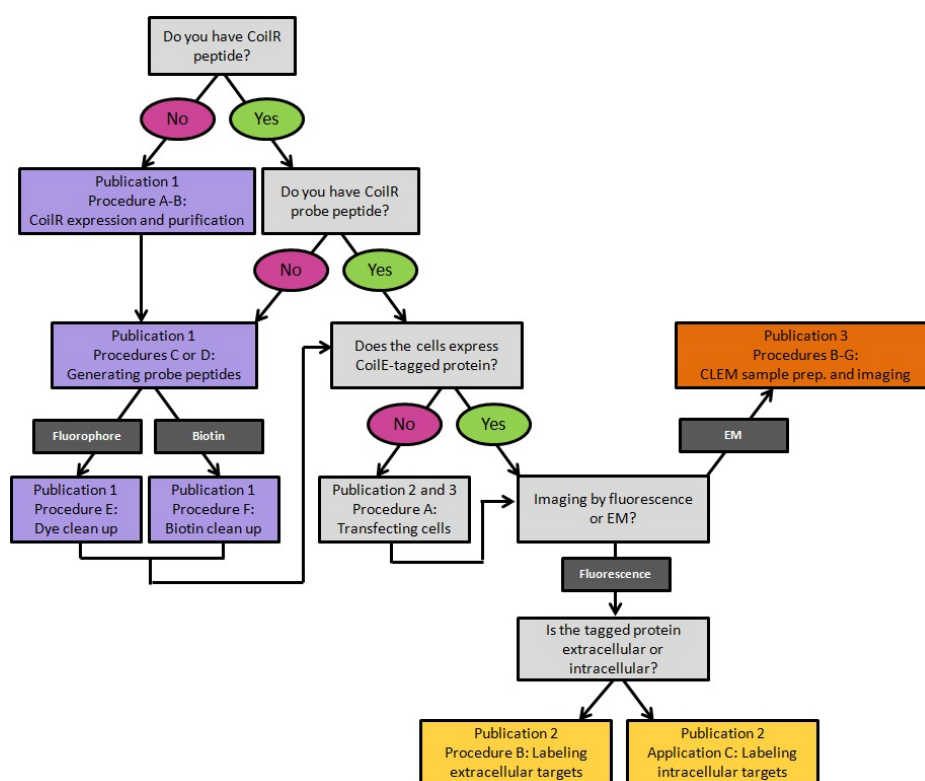 Do you have CoilR
peptide?
No
Yes
Publication 1
Procedure A-B:
CoilR expression and purification
Do you have CoilR
probe peptide?
No
Yes
Publication 1
Procedures C or D:
Generating probe peptides
Does the cells express
CoilE-tagged protein?
Publication 3
Procedures B-G:
CLEM sample prep. and imaging
Fluorophore
Biotin
No
Yes
EM
Publication 1
Procedure E:
Dye clean up
Publication 1
Procedure F:
Biotin clean up
Publication 2 and 3
Procedure A:
Transfecting cells
Imaging by fluorescence
or EM?
Fluorescence
Is the tagged protein
extracellular or
intracellular?
Publication 2
Procedure B: Labeling
extracellular targets
Publication 2
Application C: Labeling
intracellular targets